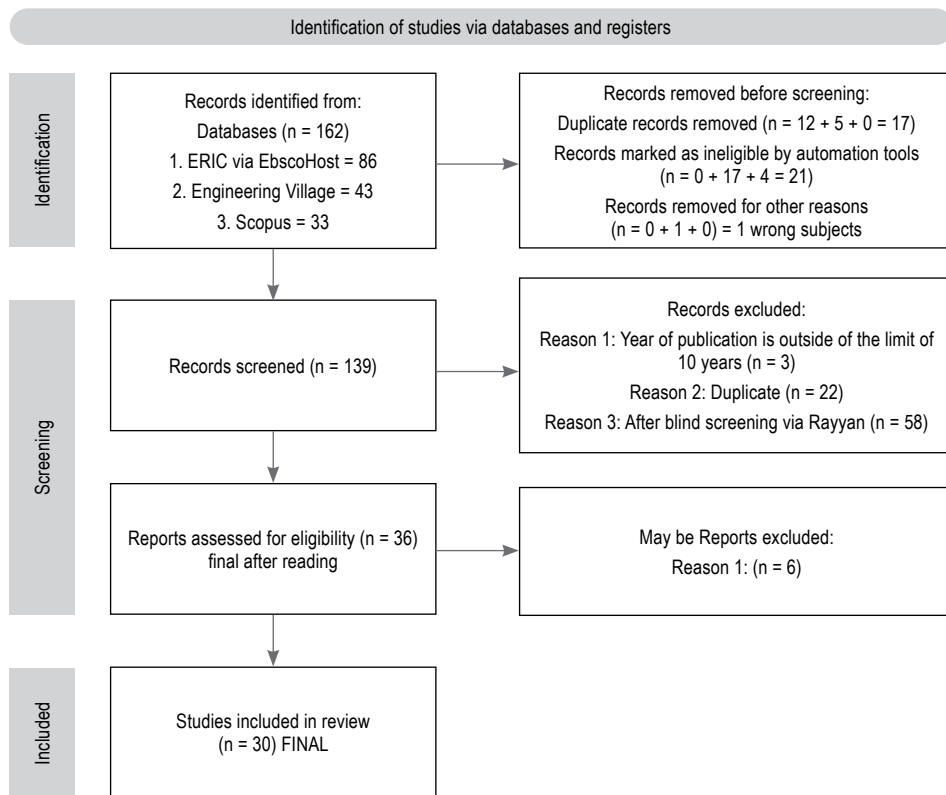 Identification of studies via databases and registers
Identification
Records identified from:
Databases (n = 162)
1. ERIC via EbscoHost = 86
2. Engineering Village = 43
3. Scopus = 33
Records removed before screening:
Duplicate records removed (n = 12 + 5 + 0 = 17)
Records marked as ineligible by automation tools
(n = 0 + 17 + 4 = 21)
Records removed for other reasons
(n = 0 + 1 + 0) = 1 wrong subjects
Screening
Records screened (n = 139)
Records excluded:
Reason 1: Year of publication is outside of the limit of
10 years (n = 3)
Reason 2: Duplicate (n = 22)
Reason 3: After blind screening via Rayyan (n = 58)
Reports assessed for eligibility (n = 36)
final after reading
May be Reports excluded:
Reason 1: (n = 6)
Included
Studies included in review
(n = 30) FINAL